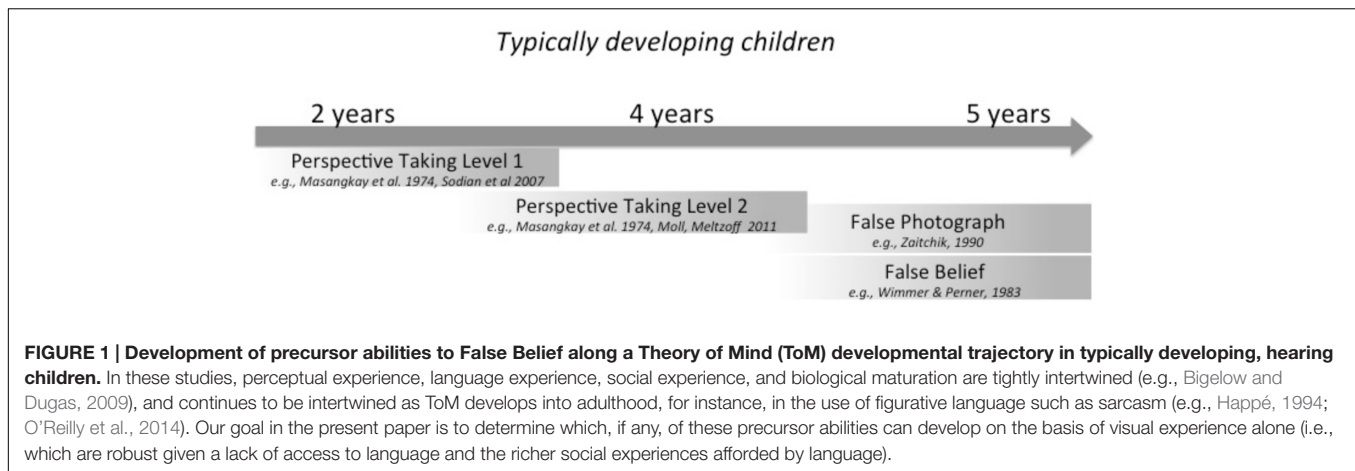 Typically developing children
2 years 4 years 5 years
Perspective Taking Level 1
e.g., Masangkay et al. 1974, Sodian et al 2007
Perspective Taking Level 2
e.g., Masangkay et al. 1974, Moll, Meltzoff 2011
False Photograph
e.g., Zaitchik, 1990
False Belief
e.g., Wimmer & Perner, 1983
FIGURE 1 | Development of precursor abilities to False Belief along a Theory of Mind (ToM) developmental trajectory in typically developing, hearing
children. In these studies, perceptual experience, language experience, social experience, and biological maturation are tightly intertwined (e.g., Bigelow and
Dugas, 2009), and continues to be intertwined as ToM develops into adulthood, for instance, in the use of figurative language such as sarcasm (e.g., Happé, 1994;
O'Reilly et al., 2014). Our goal in the present paper is to determine which, if any, of these precursor abilities can develop on the basis of visual experience alone (i.e.,
which are robust given a lack of access to language and the richer social experiences afforded by language).